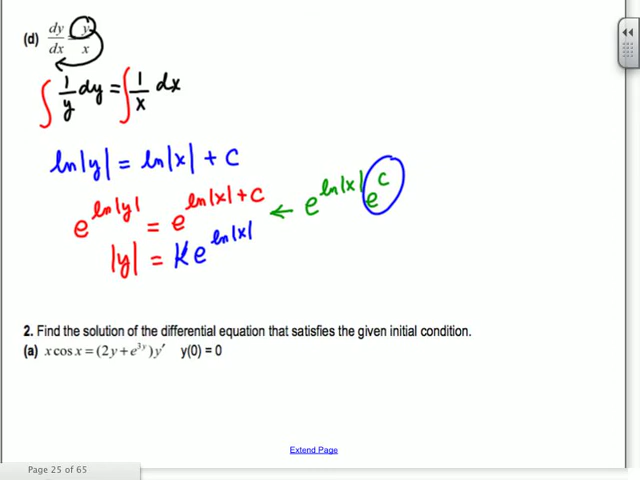 (d) dy/dx = y/x
∫ 1/y dy = ∫ 1/x dx
ln|y| = ln|x| + C
e^{ln|y|} = e^{ln|x|+C} ← e^{ln|x|} e^{C}
|y| = Ke^{ln|x|}
2. Find the solution of the differential equation that satisfies the given initial condition.
(a) x cos x = (2y + e^{3y})y′ y(0) = 0
Extend Page
Page 25 of 65